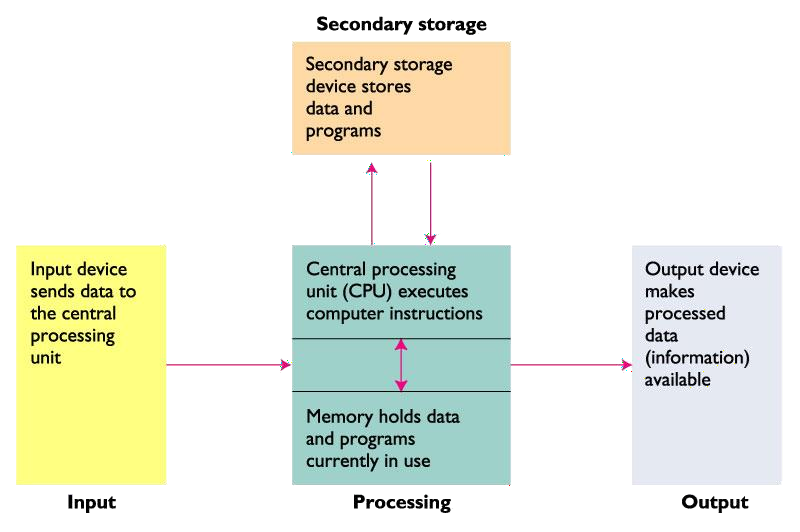 Secondary storage
Secondary storage
device stores
data and
programs
Input device
sends data to
the central
processing
unit
Central processing
unit (CPU) executes
computer instructions
Memory holds data
and programs
currently in use
Output device
makes
processed
data
(information)
available
Input
Processing
Output